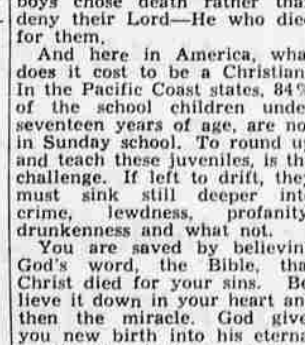 boys chose death rather tha
deny their Lord—He who die
for them.
And here in America, wha
does it cost to be a Christian
In the Pacific Coast states, 84%
of the school children unde
seventeen years of age, are no
in Sunday school. To round u
and teach these juveniles, is th
challenge. If left to drift, the
must sink still deeper int
crime, lewdness, profanity
drunkenness and what not.
You are saved by believin
God's word, the Bible, tha
Christ died for your sins. Be
lieve it down in your heart an
then the miracle. God give
you new birth into his eterna